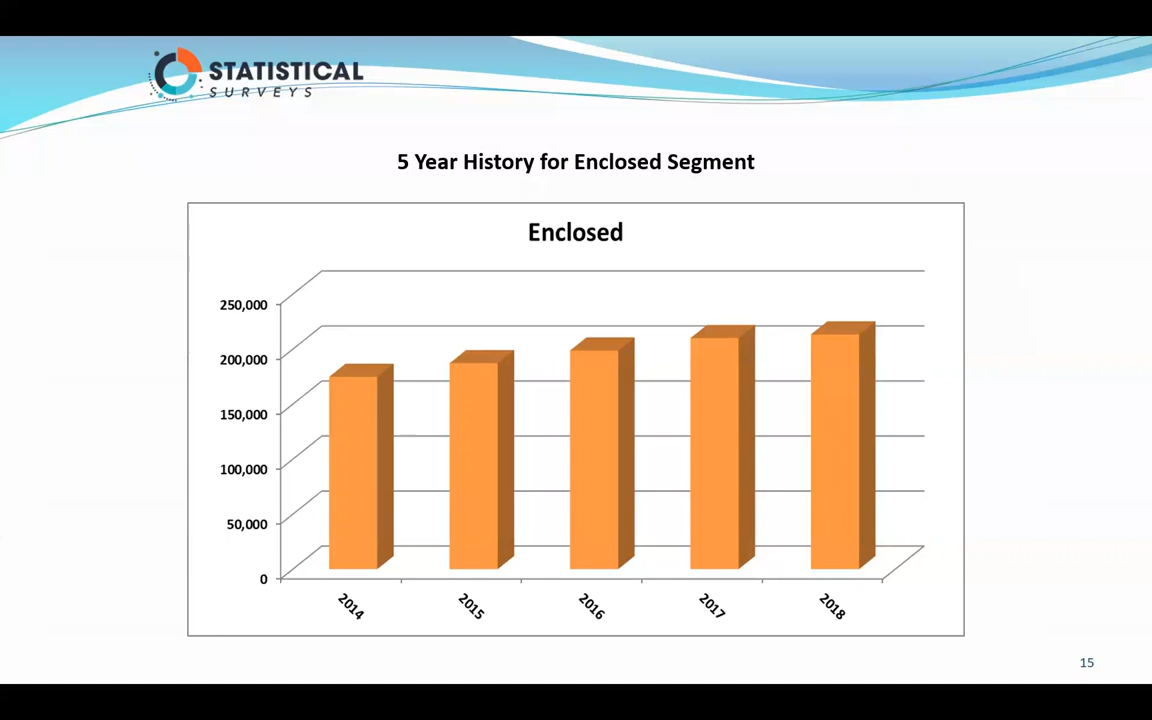 STATISTICAL
SURVEYS
5 Year History for Enclosed Segment
Enclosed
250,000
200,000
150,000
100,000
50,000
0
2014 2015 2016 2017 2018
15